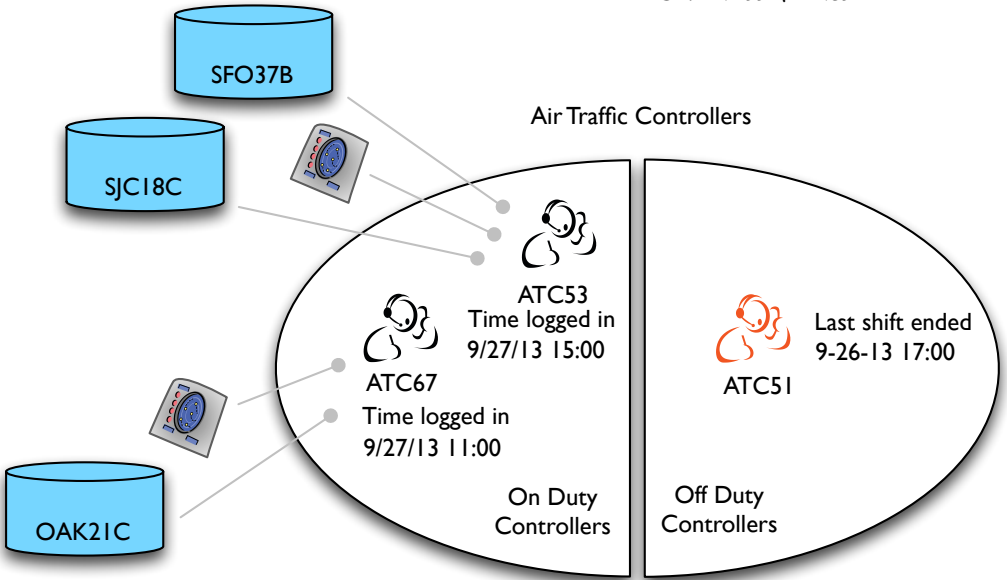 SFO37B
Air Traffic Controllers
SJC18C
ATC53
Time logged in
9/27/13 15:00
ATC67
Time logged in
9/27/13 11:00
Last shift ended
9-26-13 17:00
ATC51
On Duty
Controllers
Off Duty
Controllers
OAK21C